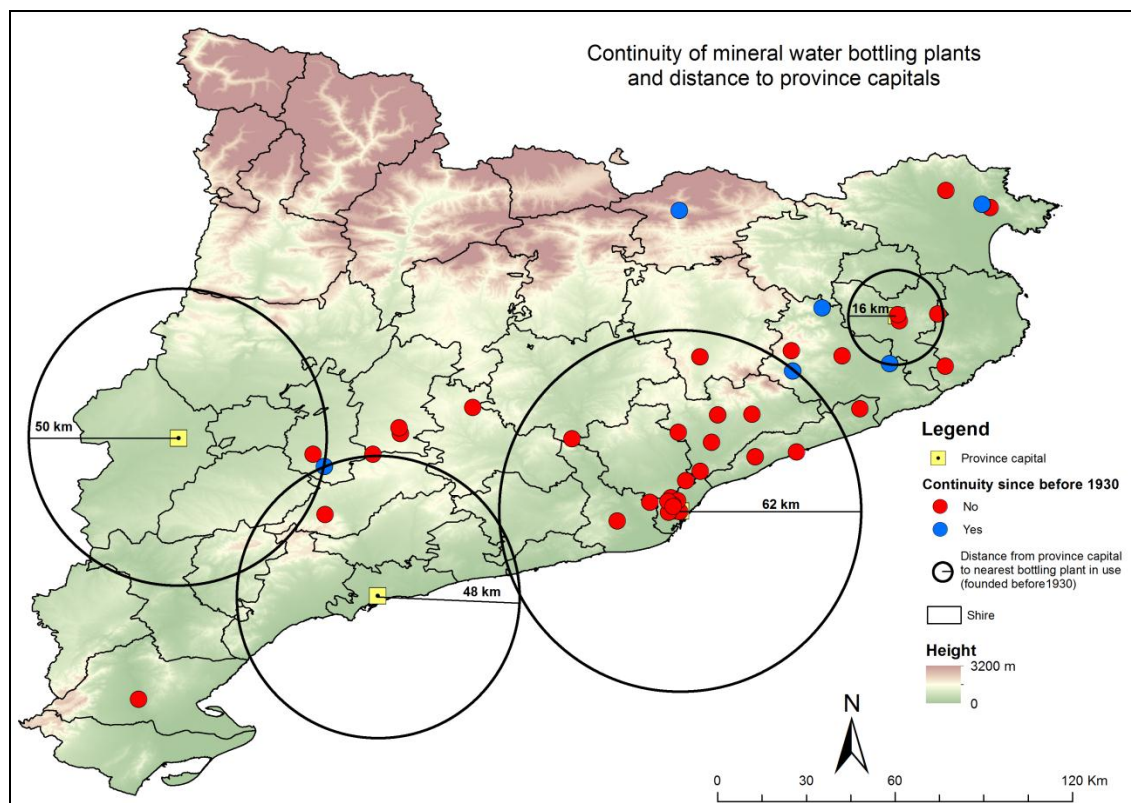 Continuity of mineral water bottling plants
and distance to province capitals
16 km
50 km
62 km
48 km
Legend
Province capital
Continuity since before 1930
No
Yes
Distance from province capital
to nearest bottling plant in use
(founded before1930)
Shire
Height
3200 m
0
N
0 30 60 120 Km